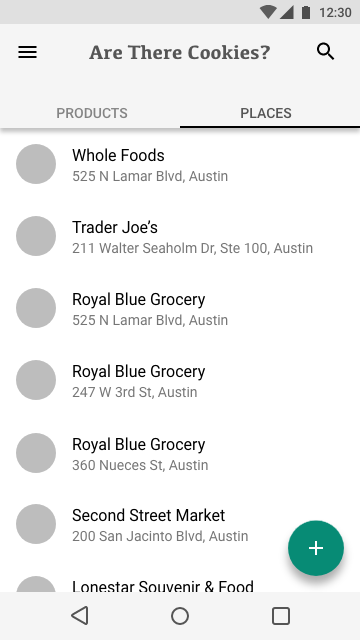 12:30
Are There Cookies?
PRODUCTS
PLACES
Whole Foods
525 N Lamar Blvd, Austin
Trader Joe’s
211 Walter Seaholm Dr, Ste 100, Austin
Royal Blue Grocery
525 N Lamar Blvd, Austin
Royal Blue Grocery
247 W 3rd St, Austin
Royal Blue Grocery
360 Nueces St, Austin
Second Street Market
200 San Jacinto Blvd, Austin
Lonestar Souvenir & Food